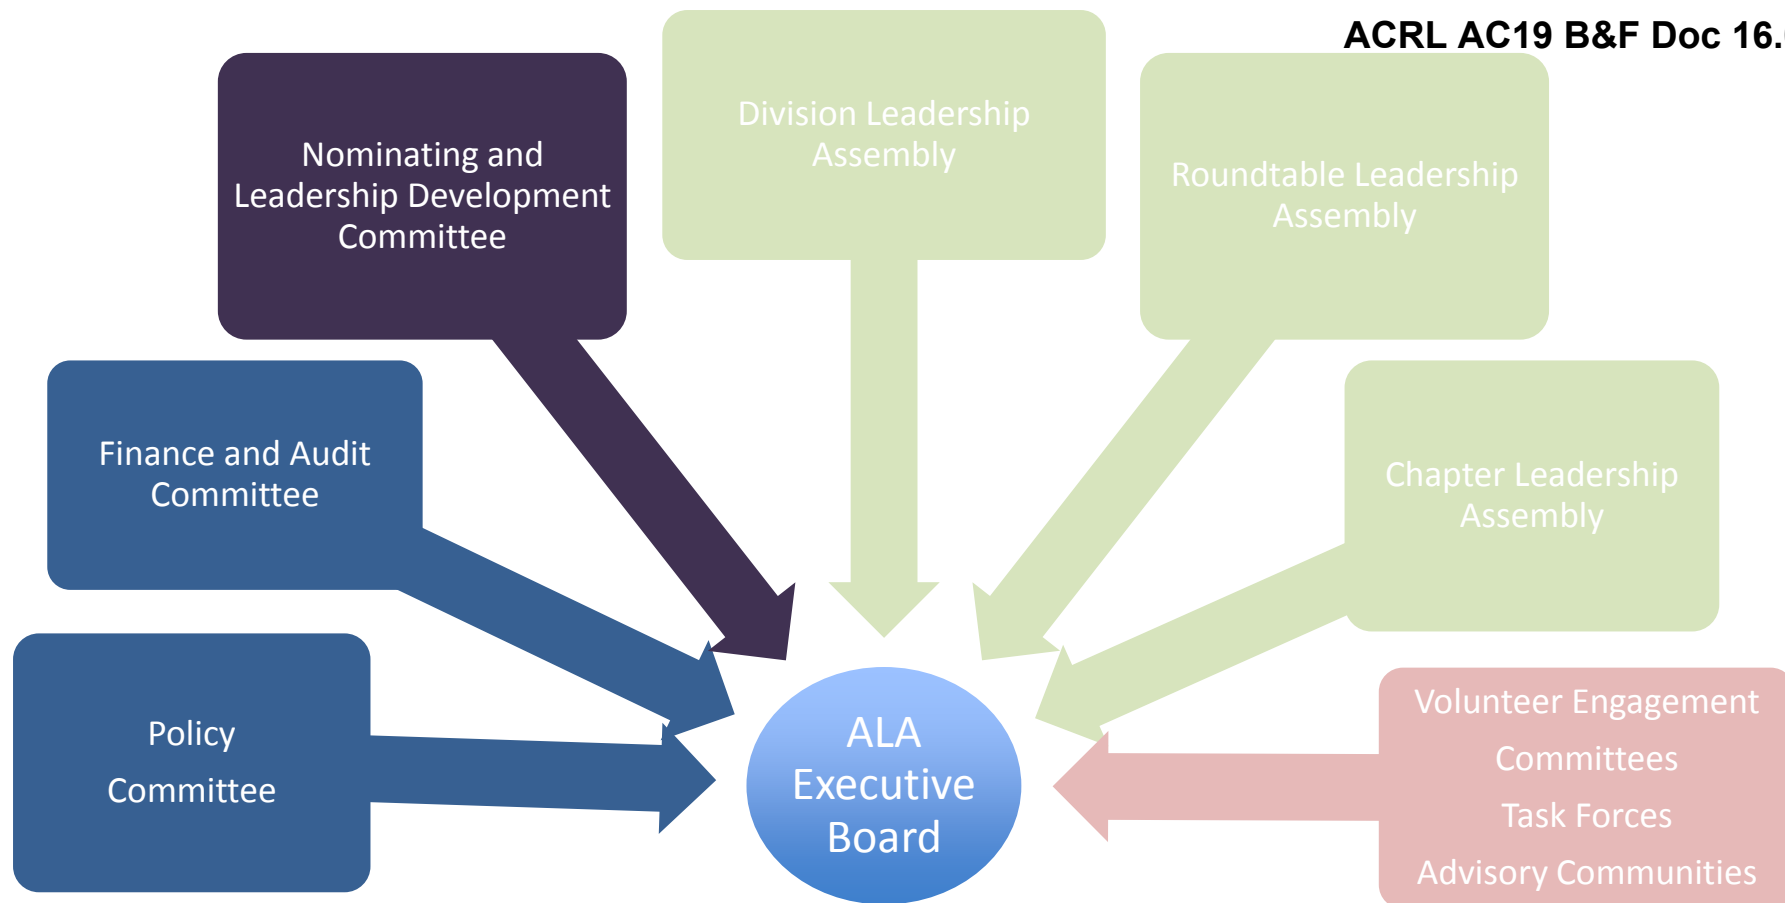 ACRL AC19 B&F Doc 16.
Nominating and
Leadership Development
Committee
Division Leadership
Assembly
Roundtable Leadership
Assembly
Finance and Audit
Committee
Chapter Leadership
Assembly
Policy
Committee
ALA
Executive
Board
Volunteer Engagement
Committees
Task Forces
Advisory Communities